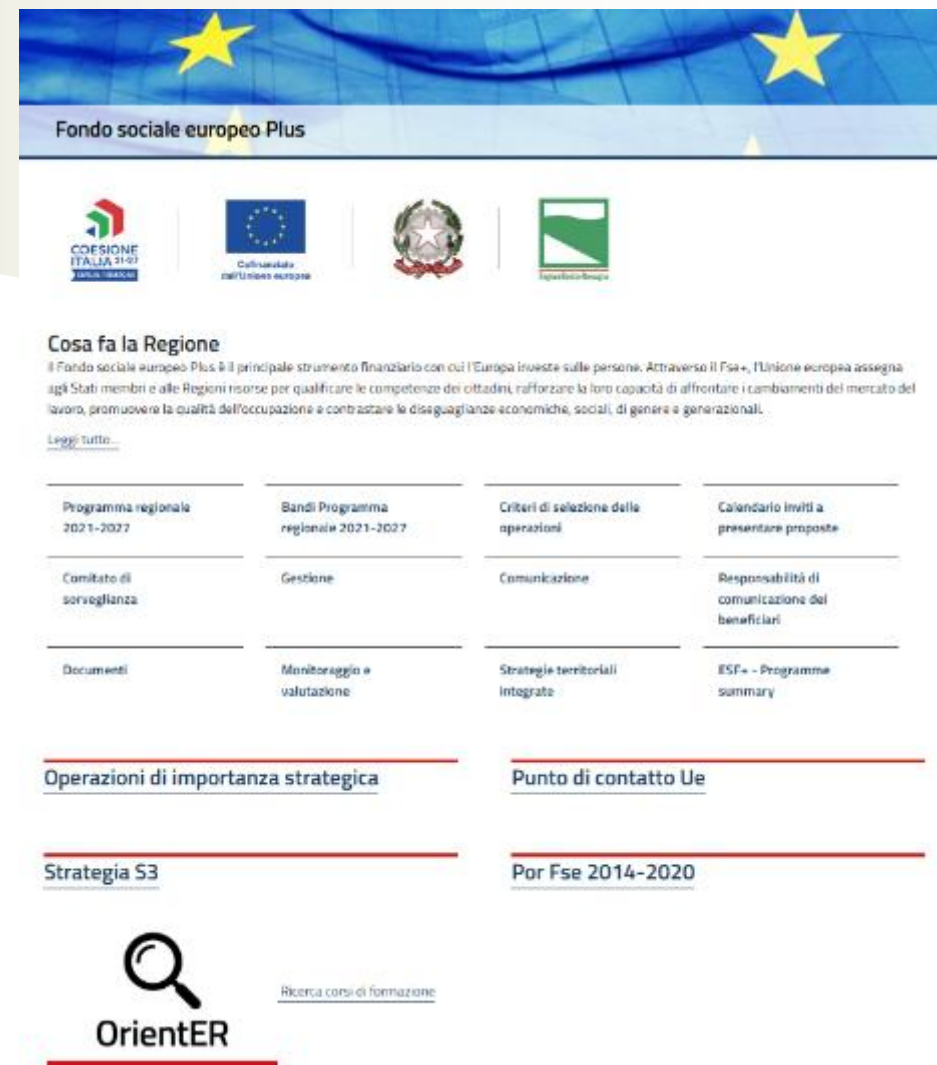 Fondo sociale europeo Plus
COESIONE
ITALIA 21-27
EMILIA-ROMAGNA
Cofinanziato
dall'Unione europea
Regione Emilia-Romagna
Cosa fa la Regione
Il Fondo sociale europeo Plus è il principale strumento finanziario con cui l'Europa investe sulle persone. Attraverso il Fse+, l'Unione europea assegna
agli Stati membri e alle Regioni risorse per qualificare le competenze dei cittadini, rafforzare la loro capacità di affrontare i cambiamenti del mercato del
lavoro, promuovere la qualità dell'occupazione e contrastare le diseguaglianze economiche, sociali, di genere e generazionali.
Leggi tutto...
Programma regionale
2021-2027
Bandi Programma
regionale 2021-2027
Criteri di selezione delle
operazioni
Calendario inviti a
presentare proposte
Comitato di
sorveglianza
Gestione
Comunicazione
Responsabilità di
comunicazione dei
beneficiari
Documenti
Monitoraggio e
valutazione
Strategie territoriali
integrate
ESF+ - Programme
summary
Operazioni di importanza strategica
Punto di contatto Ue
Strategia S3
Por Fse 2014-2020
OrientER
Ricerca corsi di formazione